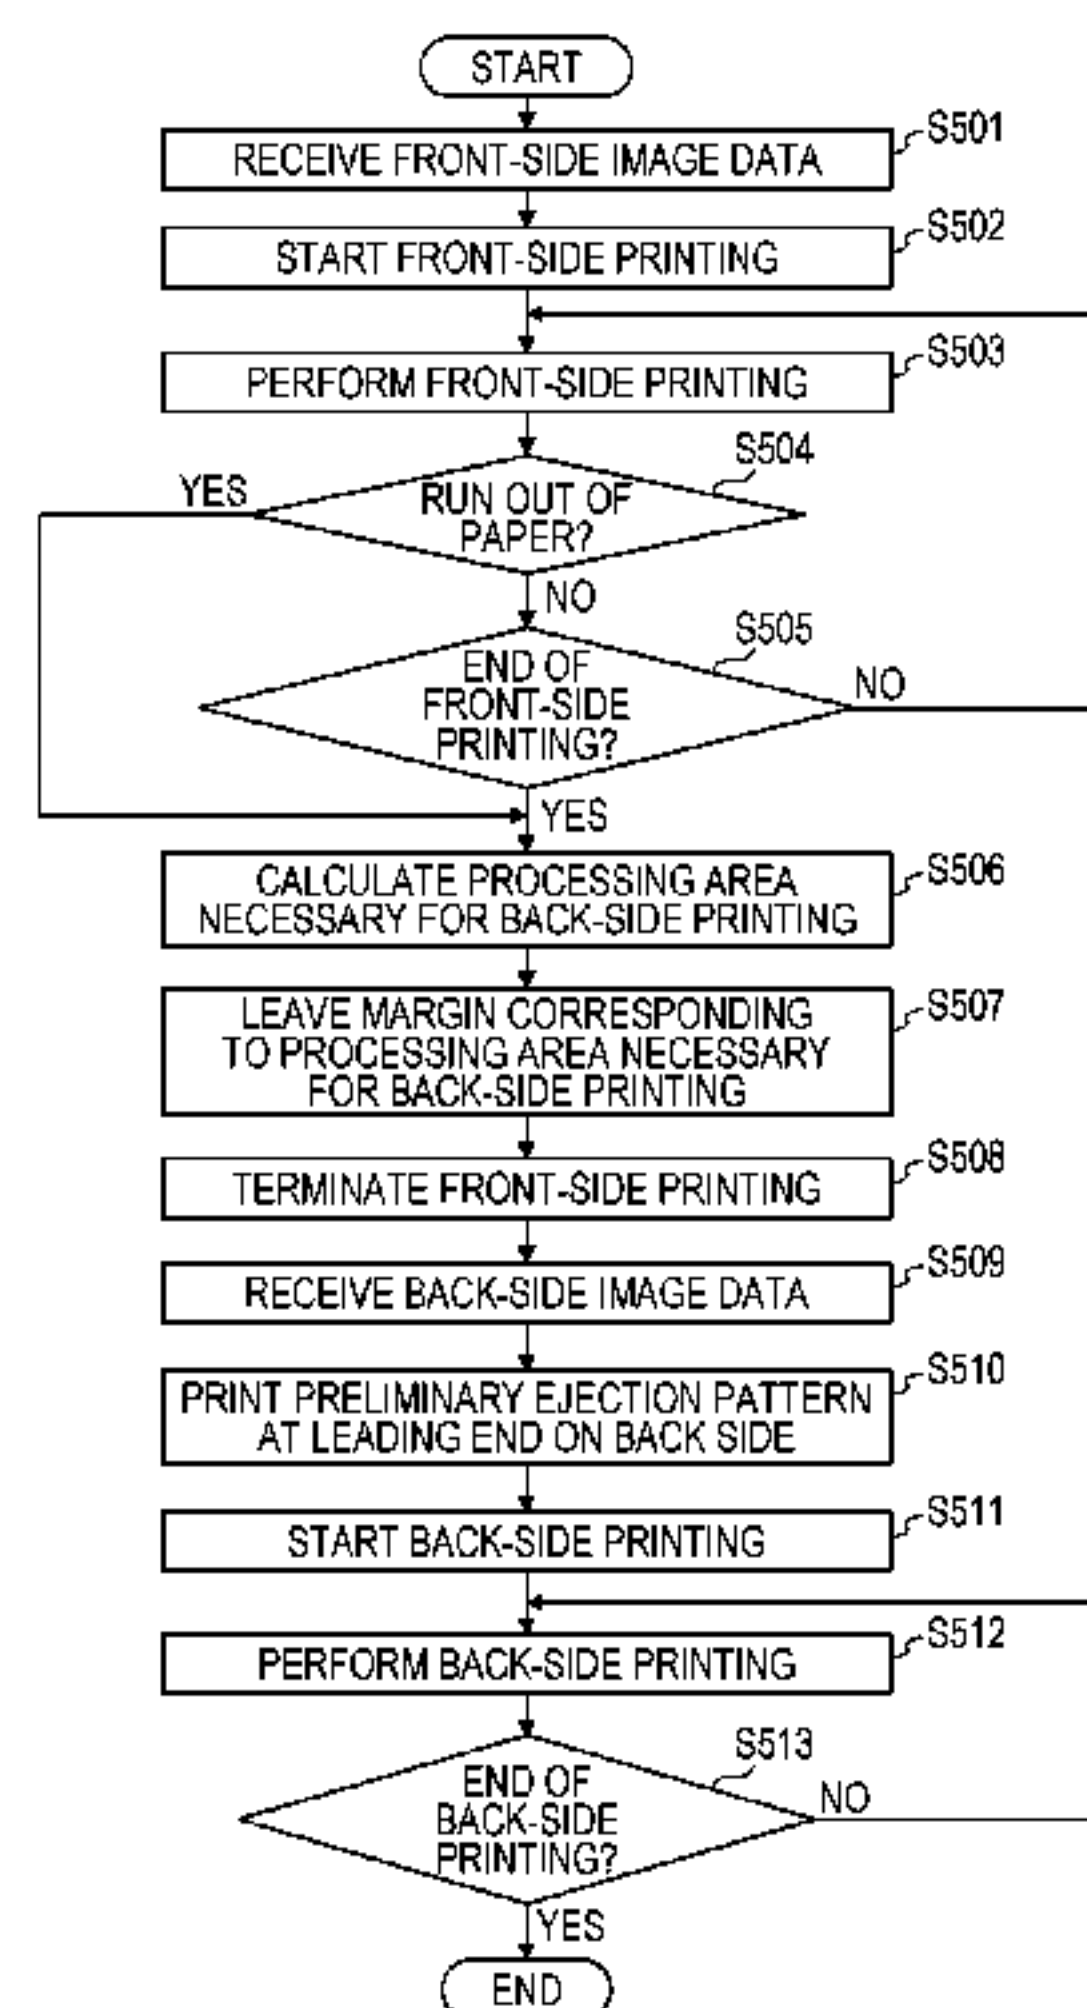 START
S501
RECEIVE FRONT-SIDE IMAGE DATA
S502
START FRONT-SIDE PRINTING
S503
PERFORM FRONT-SIDE PRINTING
S504
YES
RUN OUT OF
PAPER?
NO
S505
END OF
FRONT-SIDE
PRINTING?
NO
YES
S506
CALCULATE PROCESSING AREA
NECESSARY FOR BACK-SIDE PRINTING
S507
LEAVE MARGIN CORRESPONDING
TO PROCESSING AREA NECESSARY
FOR BACK-SIDE PRINTING
S508
TERMINATE FRONT-SIDE PRINTING
S509
RECEIVE BACK-SIDE IMAGE DATA
S510
PRINT PRELIMINARY EJECTION PATTERN
AT LEADING END ON BACK SIDE
S511
START BACK-SIDE PRINTING
S512
PERFORM BACK-SIDE PRINTING
S513
END OF
BACK-SIDE
PRINTING?
NO
YES
END